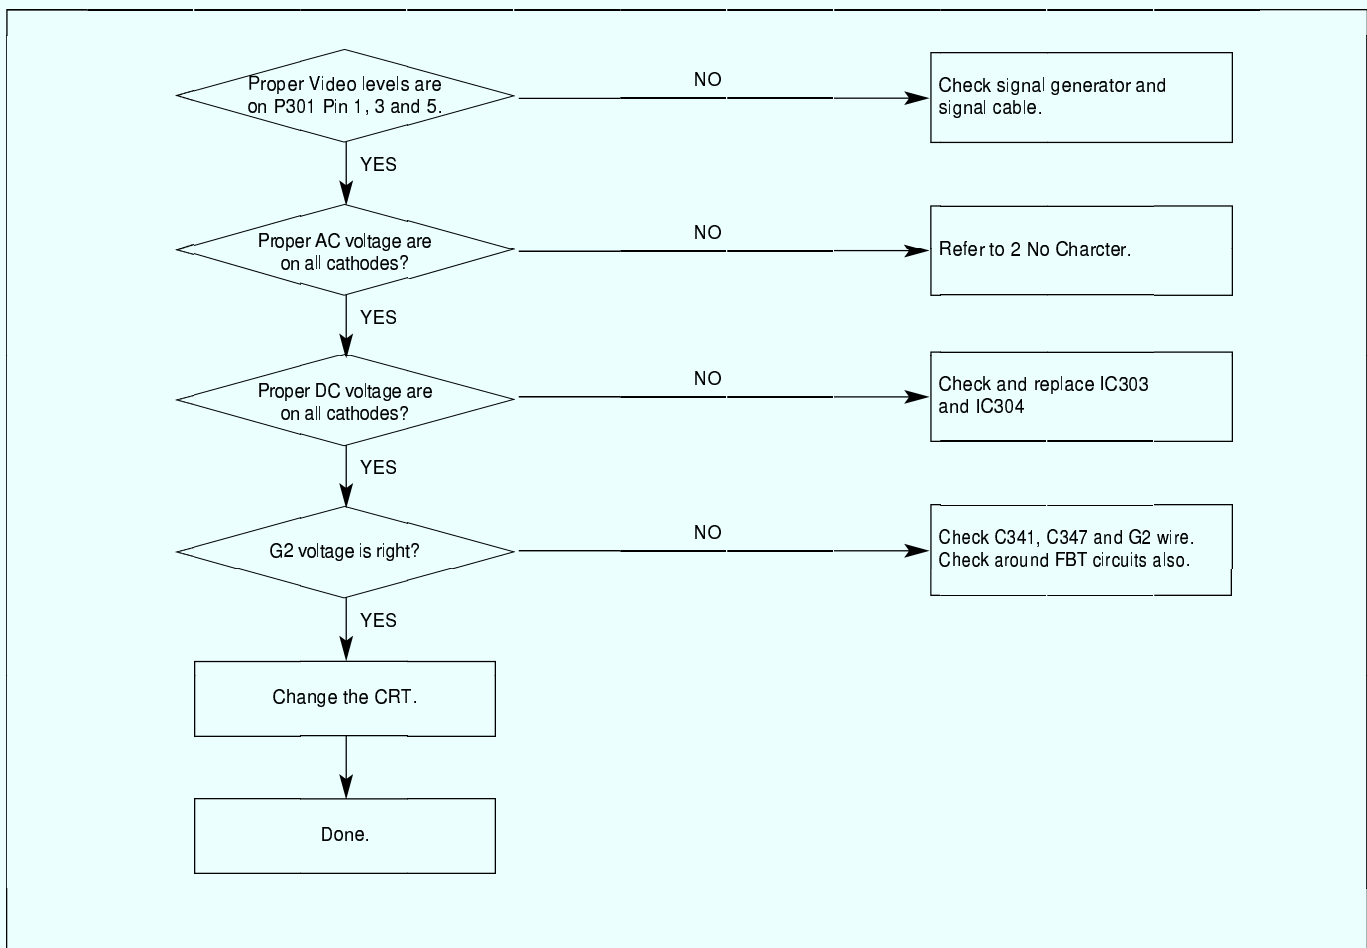 Proper Video levels are
on P301 Pin 1, 3 and 5.
NO
Check signal generator and
signal cable.
YES
Proper AC voltage are
on all cathodes?
NO
Refer to 2 No Charcter.
YES
Proper DC voltage are
on all cathodes?
NO
Check and replace IC303
and IC304
YES
G2 voltage is right?
NO
Check C341, C347 and G2 wire.
Check around FBT circuits also.
YES
Change the CRT.
Done.